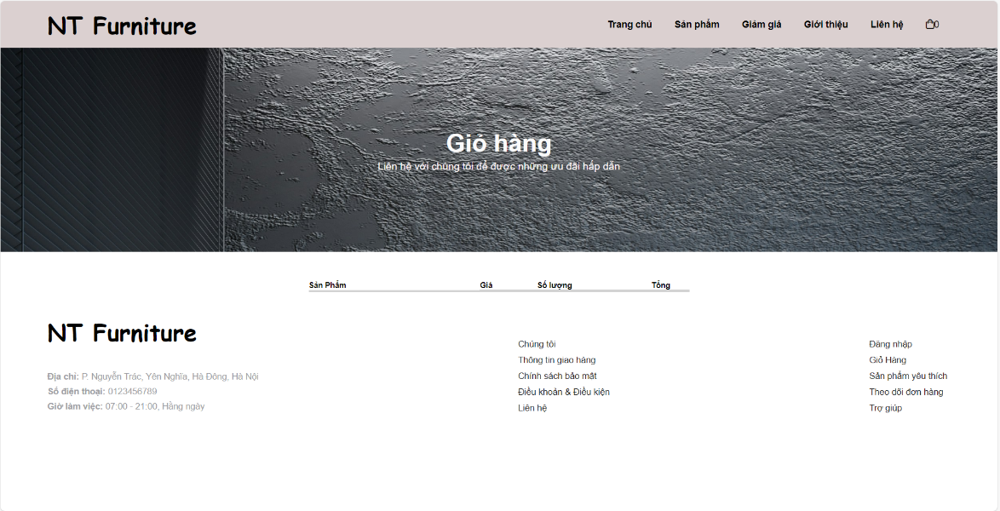 NT Furniture
Trang chủ Sản phẩm Giảm giá Giới thiệu Liên hệ 0
Giỏ hàng
Liên hệ với chúng tôi để được những ưu đãi hấp dẫn
Sản Phẩm Giá Số lượng Tổng
NT Furniture
Địa chỉ: P. Nguyễn Trác, Yên Nghĩa, Hà Đông, Hà Nội
Số điện thoại: 0123456789
Giờ làm việc: 07:00 - 21:00, Hằng ngày
Chúng tôi
Thông tin giao hàng
Chính sách bảo mật
Điều khoản & Điều kiện
Liên hệ
Đăng nhập
Giỏ Hàng
Sản phẩm yêu thích
Theo dõi đơn hàng
Trợ giúp